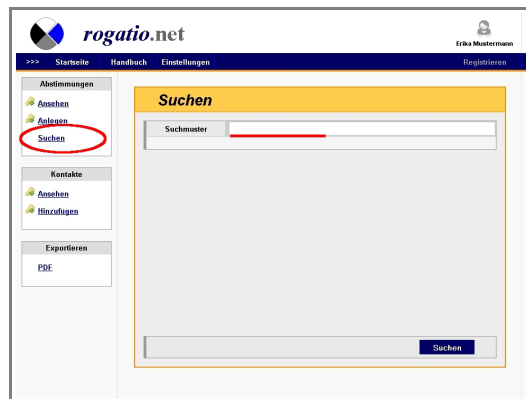 rogatio.net
Erika Mustermann
>>> Startseite Handbuch Einstellungen Registrieren
Abstimmungen
Ansehen
Anlegen
Suchen
Kontakte
Ansehen
Hinzufügen
Exportieren
PDF
Suchen
Suchmuster
Suchen